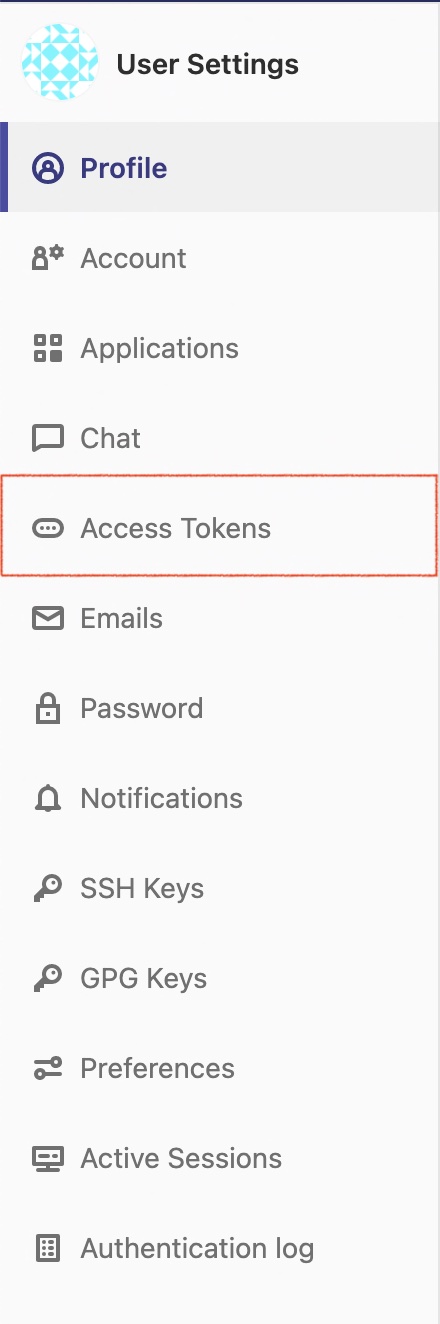 User Settings
Profile
Account
Applications
Chat
Access Tokens
Emails
Password
Notifications
SSH Keys
GPG Keys
Preferences
Active Sessions
Authentication log